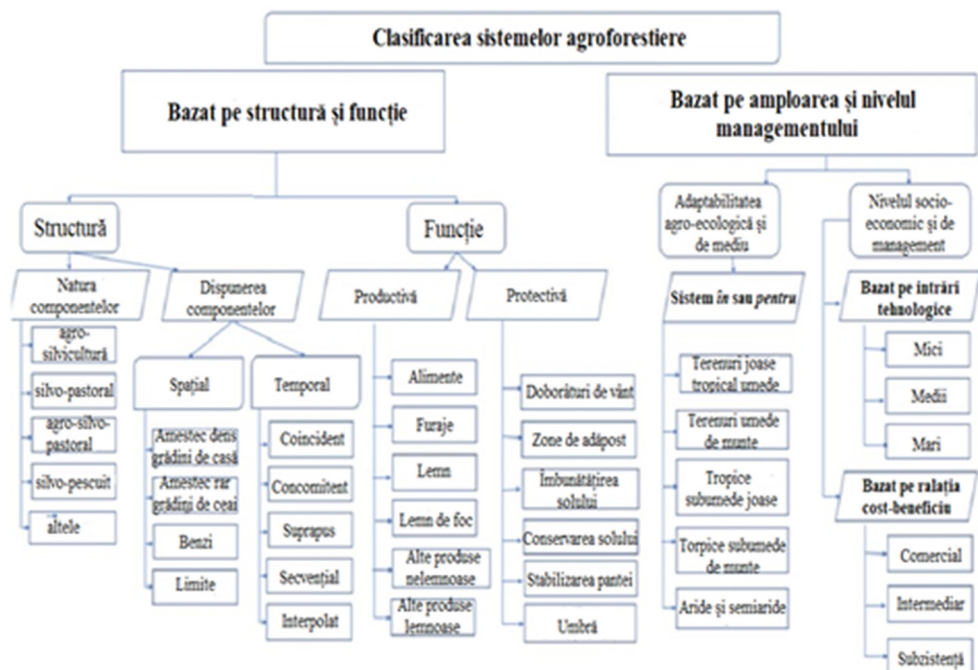 Clasificarea sistemelor agroforestiere
Bazat pe structură și funcție
Bazat pe amploarea și nivelul
managementului
Structură
Funcție
Adaptabilitatea
agro-ecologică și
de mediu
Nivelul socio-
economic și de
management
Natura
componentelor
Dispunerea
componentelor
Productivă
Protectivă
Sistem în sau pentru
Bazat pe intrări
tehnologice
agro-
silvicultură
silvo-pastoral
agro-silvo-
pastoral
silvo-pescuit
altele
Spațial
Amestec dens
grădini de casă
Amestec rar
grădini de ceai
Benzi
Limite
Temporal
Coincident
Concomitent
Suprapus
Secvențial
Interpolat
Alimente
Furaje
Lemn
Lemn de foc
Alte produse
nelemnoase
Alte produse
lemnoase
Doborâturi de vânt
Zone de adăpost
Îmbunătățirea
solului
Conservarea solului
Stabilizarea pantei
Umbră
Terenuri joase
tropical umede
Terenuri umede
de munte
Tropice
subumede joase
Torpice subumede
de munte
Aride și semiaride
Mici
Medii
Mari
Bazat pe ralația
cost-beneficiu
Comercial
Intermediar
Subzistență